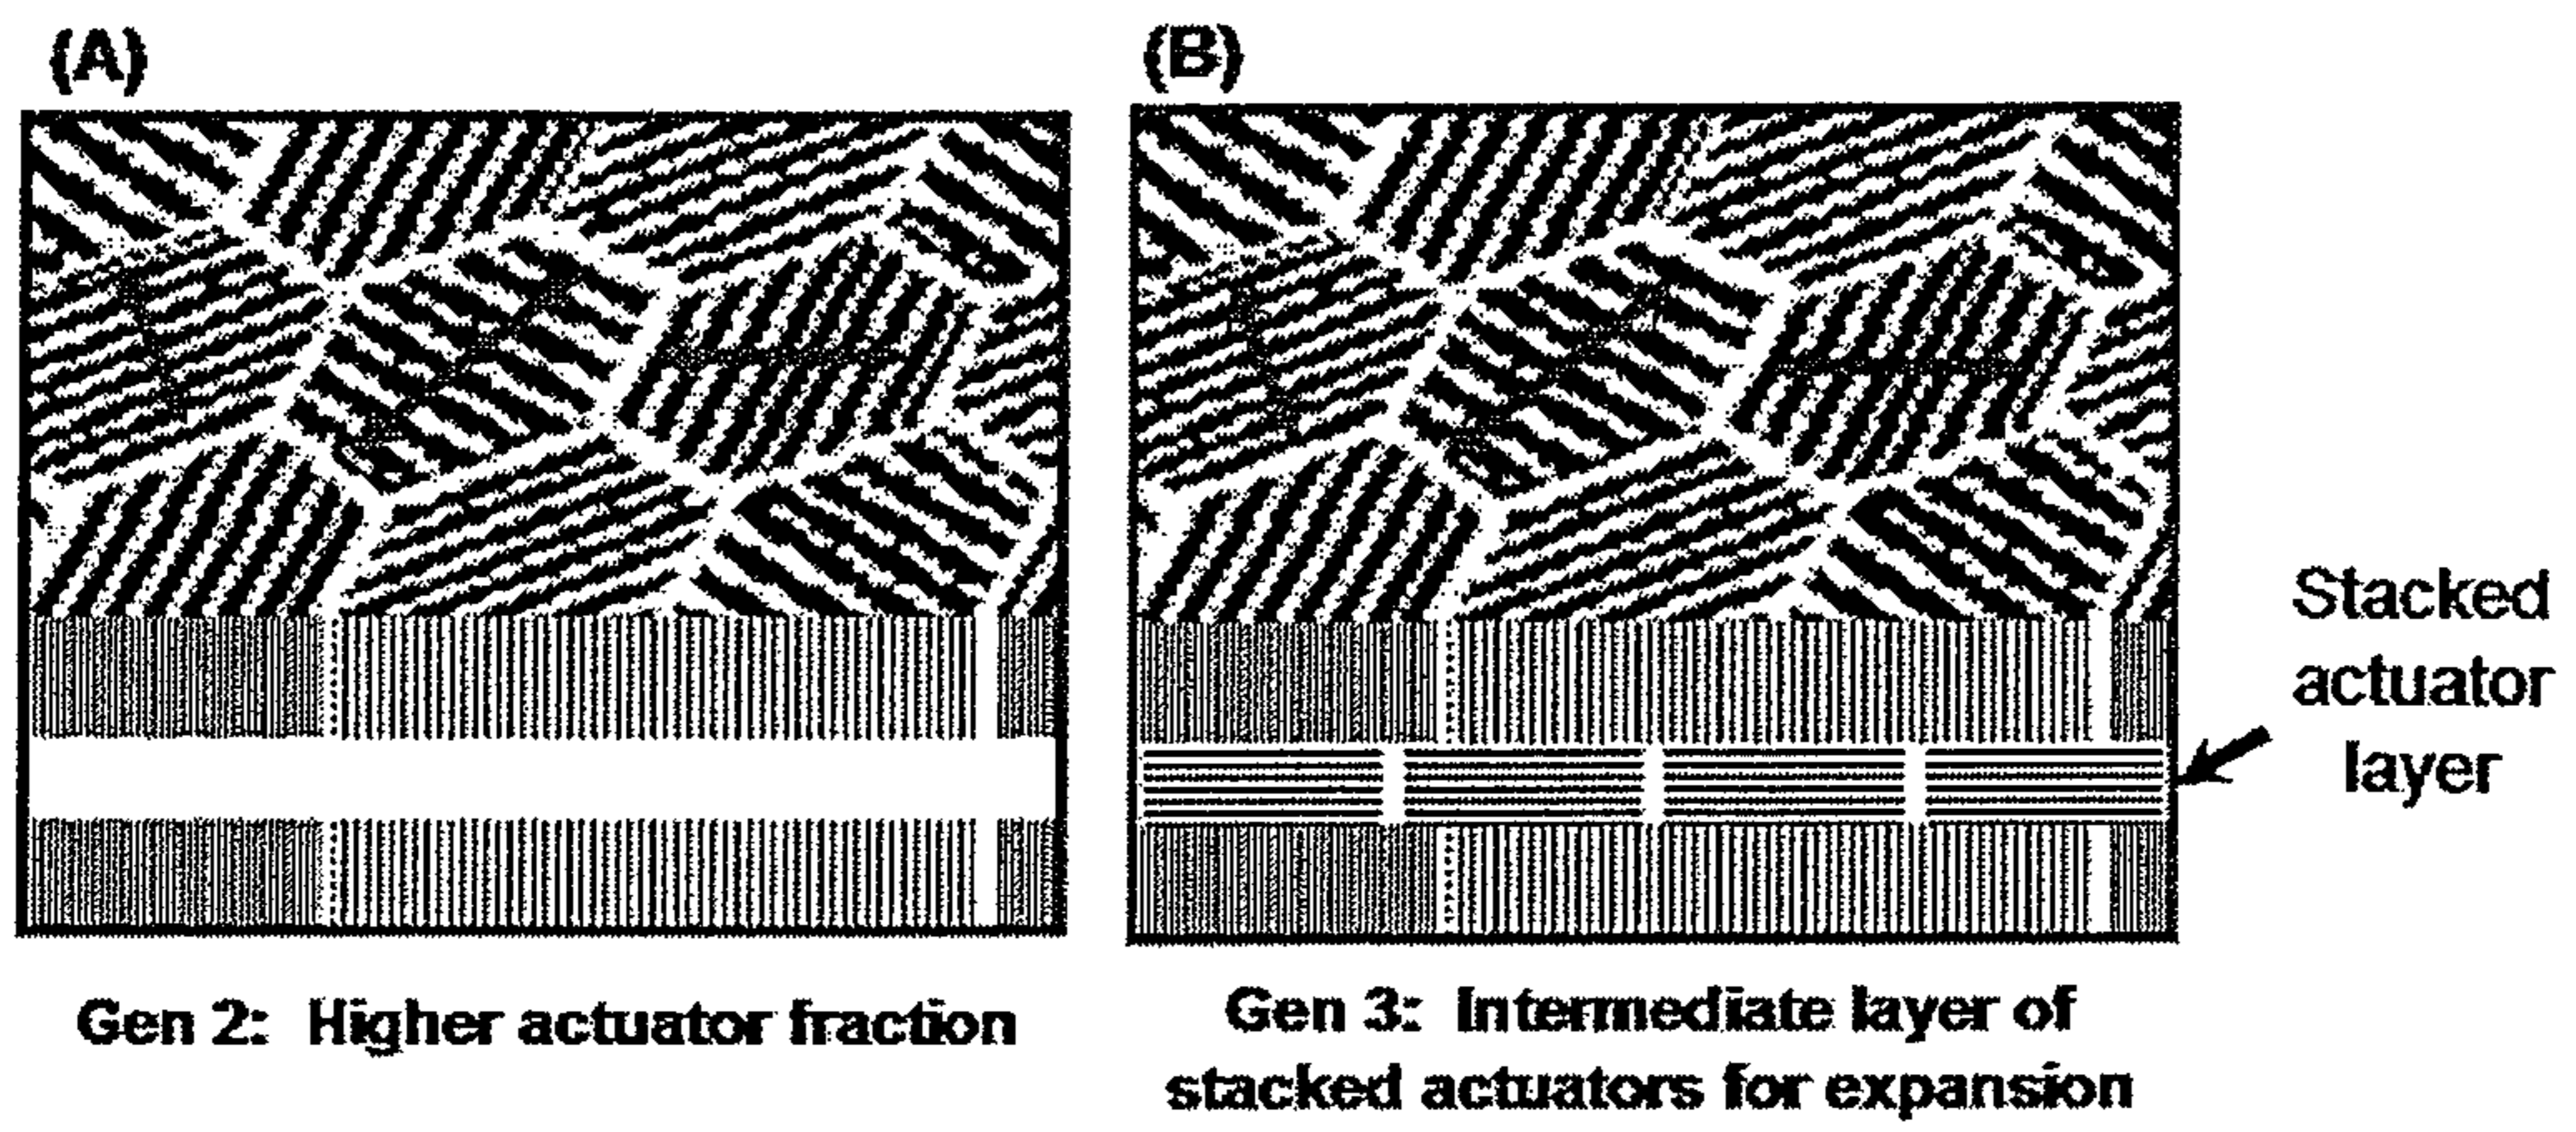 (A)
(B)
Stacked
actuator
layer
Gen 2: Higher actuator fraction
Gen 3: Intermediate layer of
stacked actuators for expansion